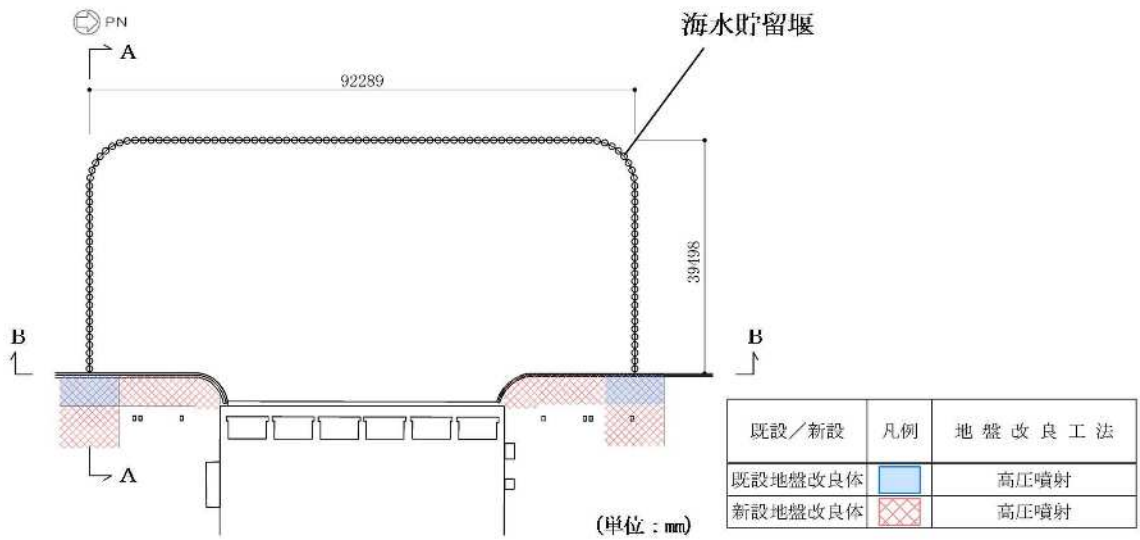 PN
A
海水貯留堰
92289
39498
B
B
A
既設/新設 凡例 地盤改良工法
既設地盤改良体 高圧噴射
新設地盤改良体 高圧噴射
(単位:mm)